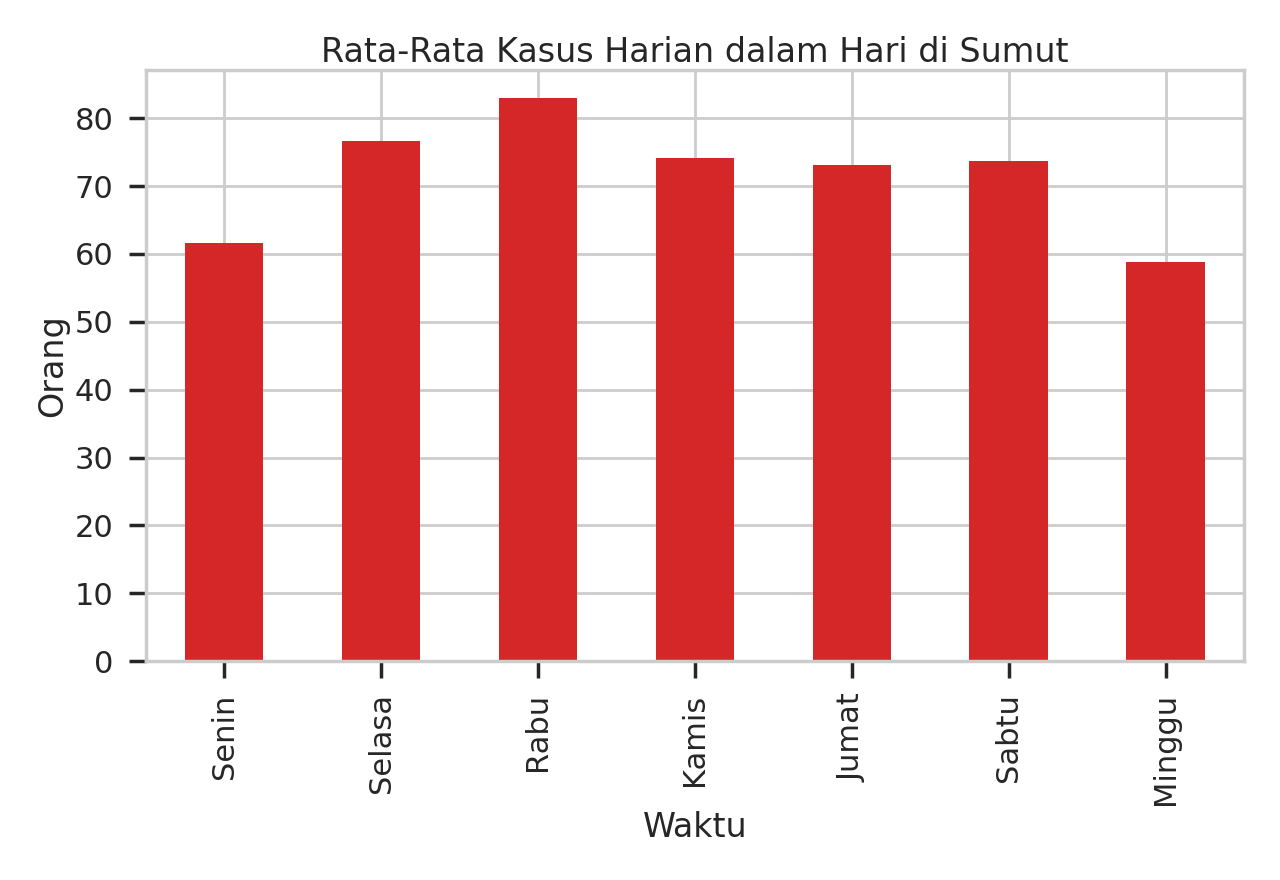 Rata-Rata Kasus Harian dalam Hari di Sumut
80
70
60
50
40
30
20
10
0
Orang
Senin
Selasa
Rabu
Kamis
Jumat
Sabtu
Minggu
Waktu